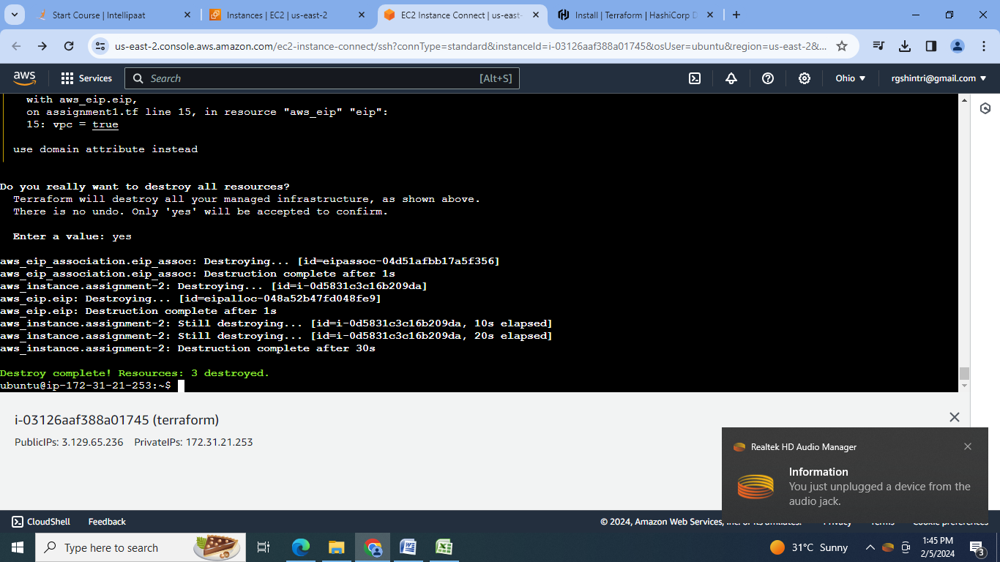 Start Course | Intellipaat
Instances | EC2 | us-east-2
EC2 Instance Connect | us-east-
Install | Terraform | HashiCorp D
us-east-2.console.aws.amazon.com/ec2-instance-connect/ssh?connType=standard&instanceId=i-03126aaf388a01745&osUser=ubuntu&region=us-east-2&...
aws
Services
Search
[Alt+S]
Ohio
rgshintri@gmail.com
with aws_eip.eip,
on assignment1.tf line 15, in resource "aws_eip" "eip":
15: vpc = true
use domain attribute instead
Do you really want to destroy all resources?
Terraform will destroy all your managed infrastructure, as shown above.
There is no undo. Only 'yes' will be accepted to confirm.
Enter a value: yes
aws_eip_association.eip_assoc: Destroying... [id=eipassoc-04d51afbb17a5f356]
aws_eip_association.eip_assoc: Destruction complete after 1s
aws_instance.assignment-2: Destroying... [id=i-0d5831c3c16b209da]
aws_eip.eip: Destroying... [id=eipalloc-048a52b47fd048fe9]
aws_eip.eip: Destruction complete after 1s
aws_instance.assignment-2: Still destroying... [id=i-0d5831c3c16b209da, 10s elapsed]
aws_instance.assignment-2: Still destroying... [id=i-0d5831c3c16b209da, 20s elapsed]
aws_instance.assignment-2: Destruction complete after 30s
Destroy complete! Resources: 3 destroyed.
ubuntu@ip-172-31-21-253:~$
i-03126aaf388a01745 (terraform)
PublicIPs: 3.129.65.236 PrivateIPs: 172.31.21.253
Realtek HD Audio Manager
Information
You just unplugged a device from the
audio jack.
CloudShell
Feedback
© 2024, Amazon Web Services, Inc. or its affiliates.
Privacy
Terms
Cookie preferences
Type here to search
31°C Sunny
1:45 PM
2/5/2024
3